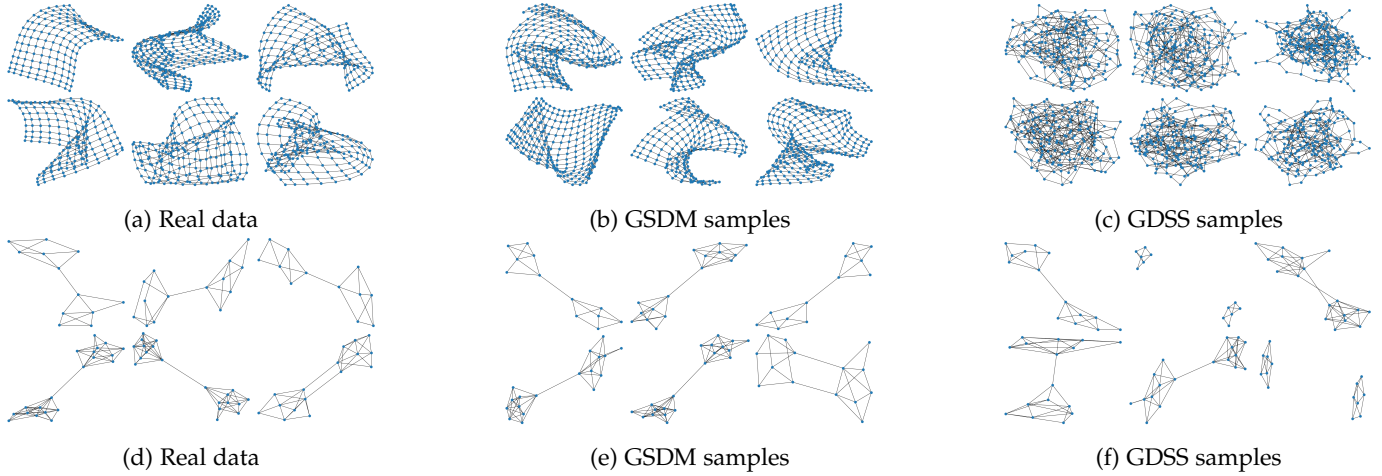 (a) Real data
(b) GSDM samples
(c) GDSS samples
(d) Real data
(e) GSDM samples
(f) GDSS samples